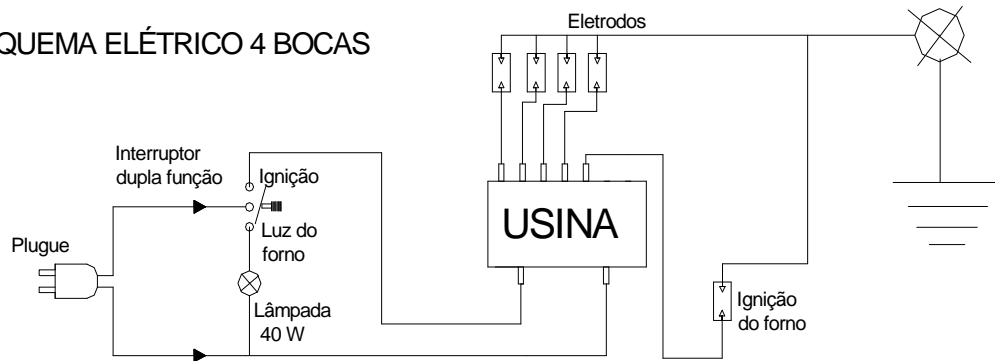 QUEMA ELÉTRICO 4 BOCAS
Eletrodos
Interruptor
dupla função
Ignição
Luz do
forno
Plugue
Lâmpada
40 W
USINA
Ignição
do forno